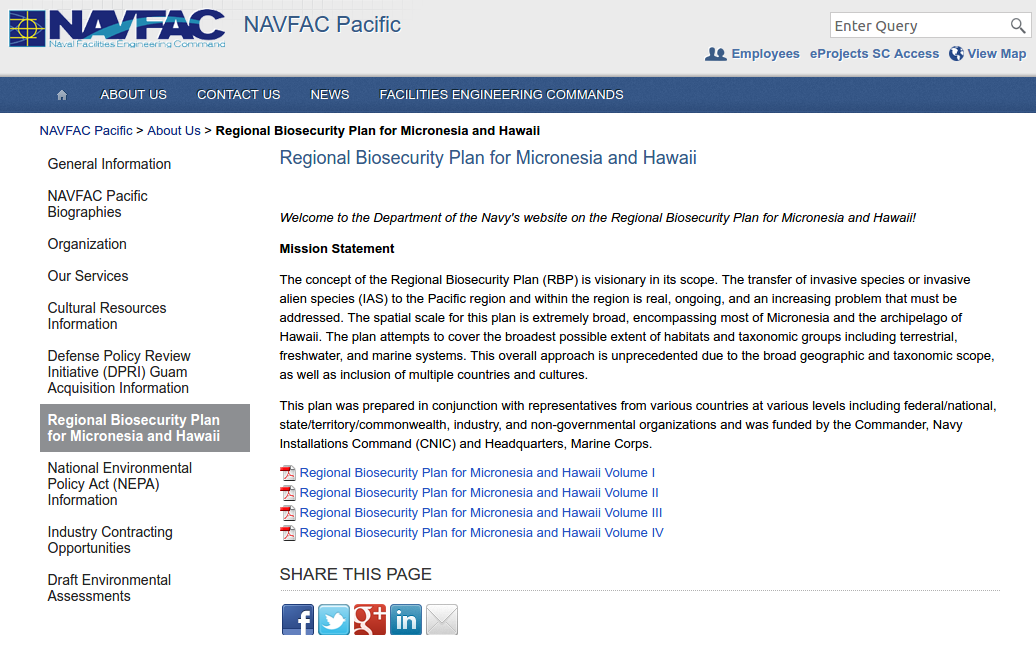 NAVFAC
Naval Facilities Engineering Command
NAVFAC Pacific
Enter Query
Employees eProjects SC Access View Map
ABOUT US CONTACT US NEWS FACILITIES ENGINEERING COMMANDS
NAVFAC Pacific > About Us > Regional Biosecurity Plan for Micronesia and Hawaii
General Information
NAVFAC Pacific
Biographies
Organization
Our Services
Cultural Resources
Information
Defense Policy Review
Initiative (DPRI) Guam
Acquisition Information
Regional Biosecurity Plan
for Micronesia and Hawaii
National Environmental
Policy Act (NEPA)
Information
Industry Contracting
Opportunities
Draft Environmental
Assessments
Regional Biosecurity Plan for Micronesia and Hawaii
Welcome to the Department of the Navy's website on the Regional Biosecurity Plan for Micronesia and Hawaii!
Mission Statement
The concept of the Regional Biosecurity Plan (RBP) is visionary in its scope. The transfer of invasive species or invasive
alien species (IAS) to the Pacific region and within the region is real, ongoing, and an increasing problem that must be
addressed. The spatial scale for this plan is extremely broad, encompassing most of Micronesia and the archipelago of
Hawaii. The plan attempts to cover the broadest possible extent of habitats and taxonomic groups including terrestrial,
freshwater, and marine systems. This overall approach is unprecedented due to the broad geographic and taxonomic scope,
as well as inclusion of multiple countries and cultures.
This plan was prepared in conjunction with representatives from various countries at various levels including federal/national,
state/territory/commonwealth, industry, and non-governmental organizations and was funded by the Commander, Navy
Installations Command (CNIC) and Headquarters, Marine Corps.
Regional Biosecurity Plan for Micronesia and Hawaii Volume I
Regional Biosecurity Plan for Micronesia and Hawaii Volume II
Regional Biosecurity Plan for Micronesia and Hawaii Volume III
Regional Biosecurity Plan for Micronesia and Hawaii Volume IV
SHARE THIS PAGE
f g+ in